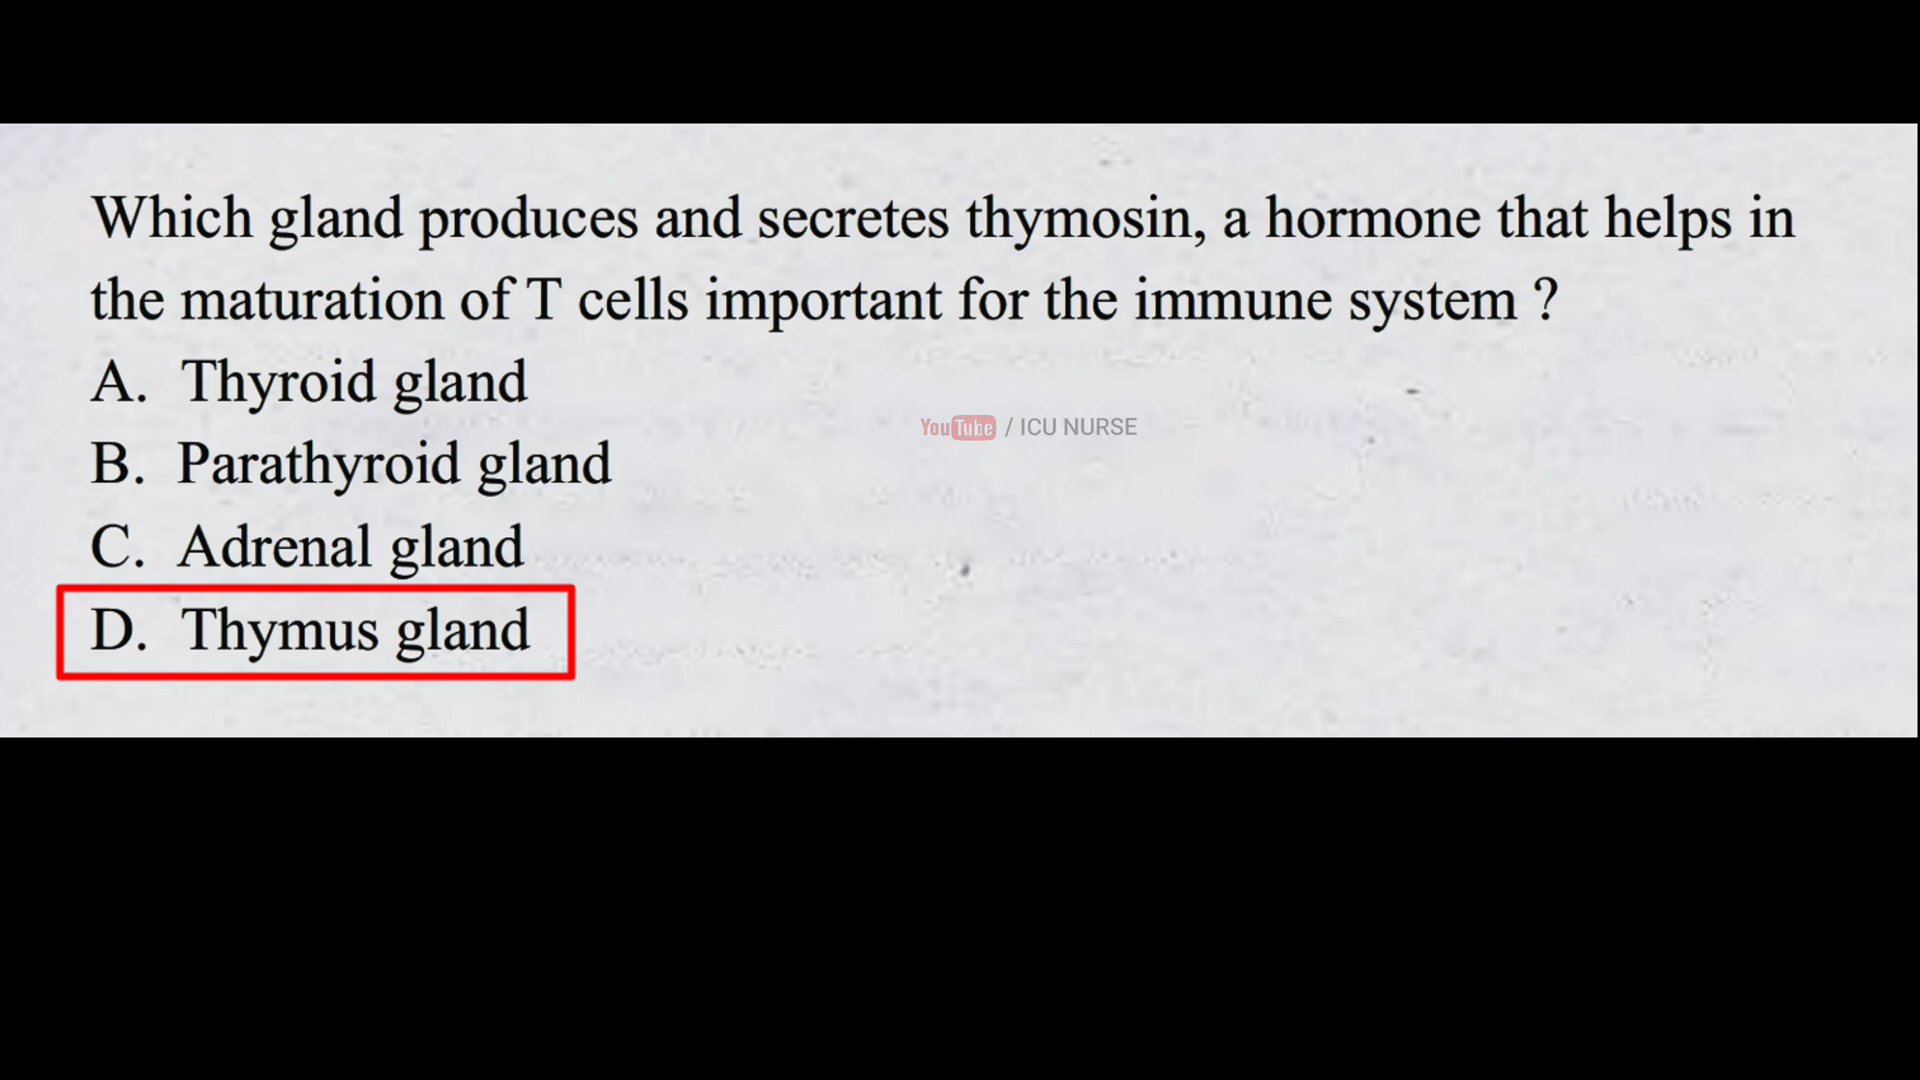 Which gland produces and secretes thymosin, a hormone that helps in
the maturation of T cells important for the immune system ?
A. Thyroid gland
YouTube / ICU NURSE
B. Parathyroid gland
C. Adrenal gland
D. Thymus gland